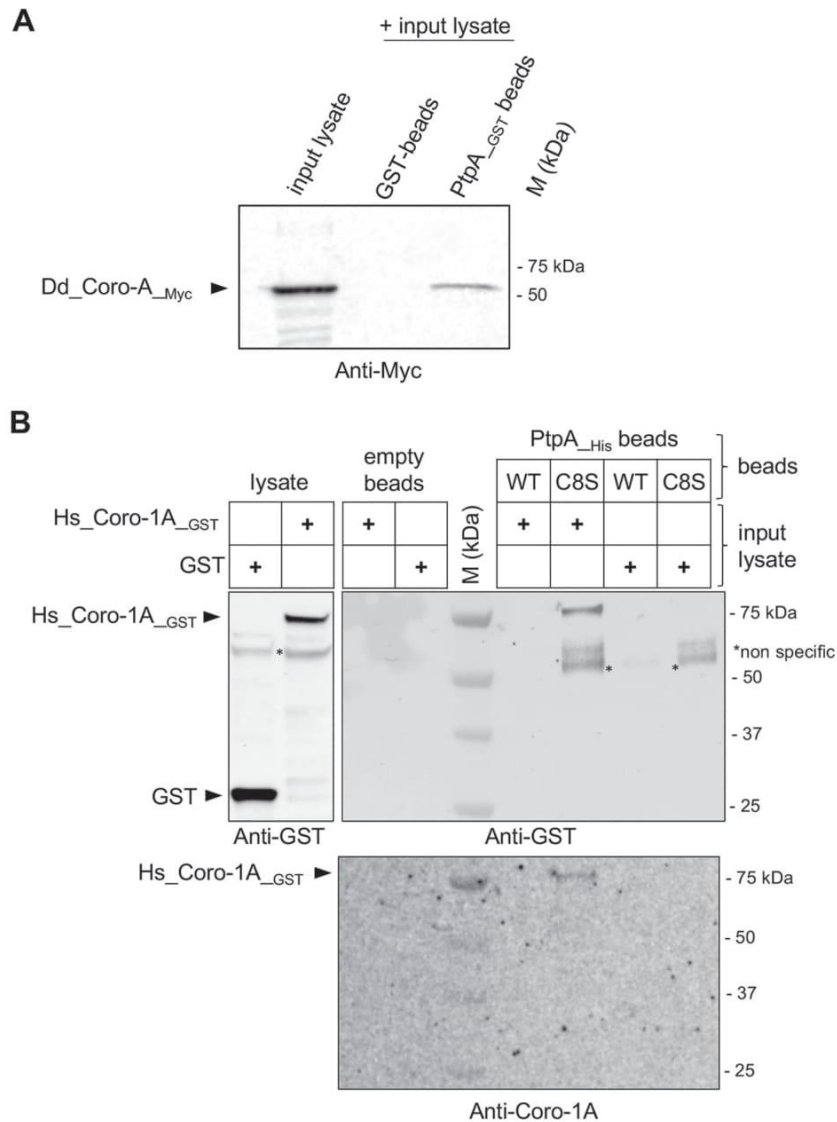 A
+ input lysate
input lysate
GST-beads
PtpA_GST beads
M (kDa)
Dd_Coro-A_Myc
- 75 kDa
- 50
Anti-Myc
B
PtpA_His beads
beads
lysate
empty
beads
M (kDa)
WT C8S WT C8S
Hs_Coro-1A_GST
+ + + +
input
lysate
GST
+ + + +
Hs_Coro-1A_GST
- 75 kDa
* *non specific
* *
- 50
- 37
GST
- 25
Anti-GST Anti-GST
Hs_Coro-1A_GST
- 75 kDa
- 50
- 37
- 25
Anti-Coro-1A